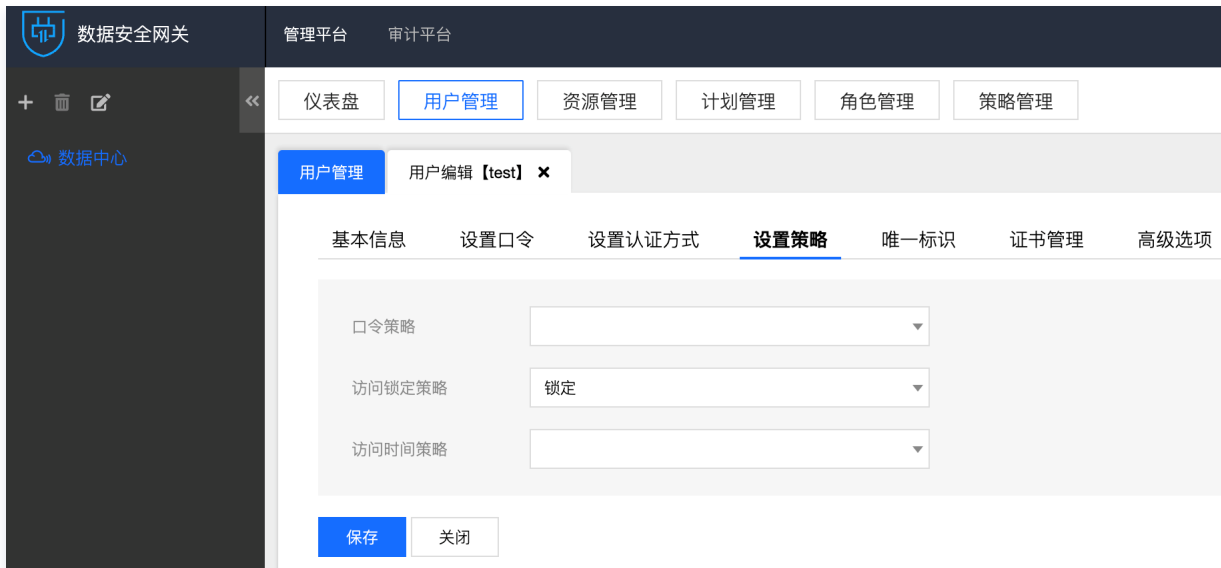 数据安全网关 管理平台 审计平台
仪表盘 用户管理 资源管理 计划管理 角色管理 策略管理
数据中心
用户管理 用户编辑【test】
基本信息 设置口令 设置认证方式 设置策略 唯一标识 证书管理 高级选项
口令策略
访问锁定策略 锁定
访问时间策略
保存 关闭